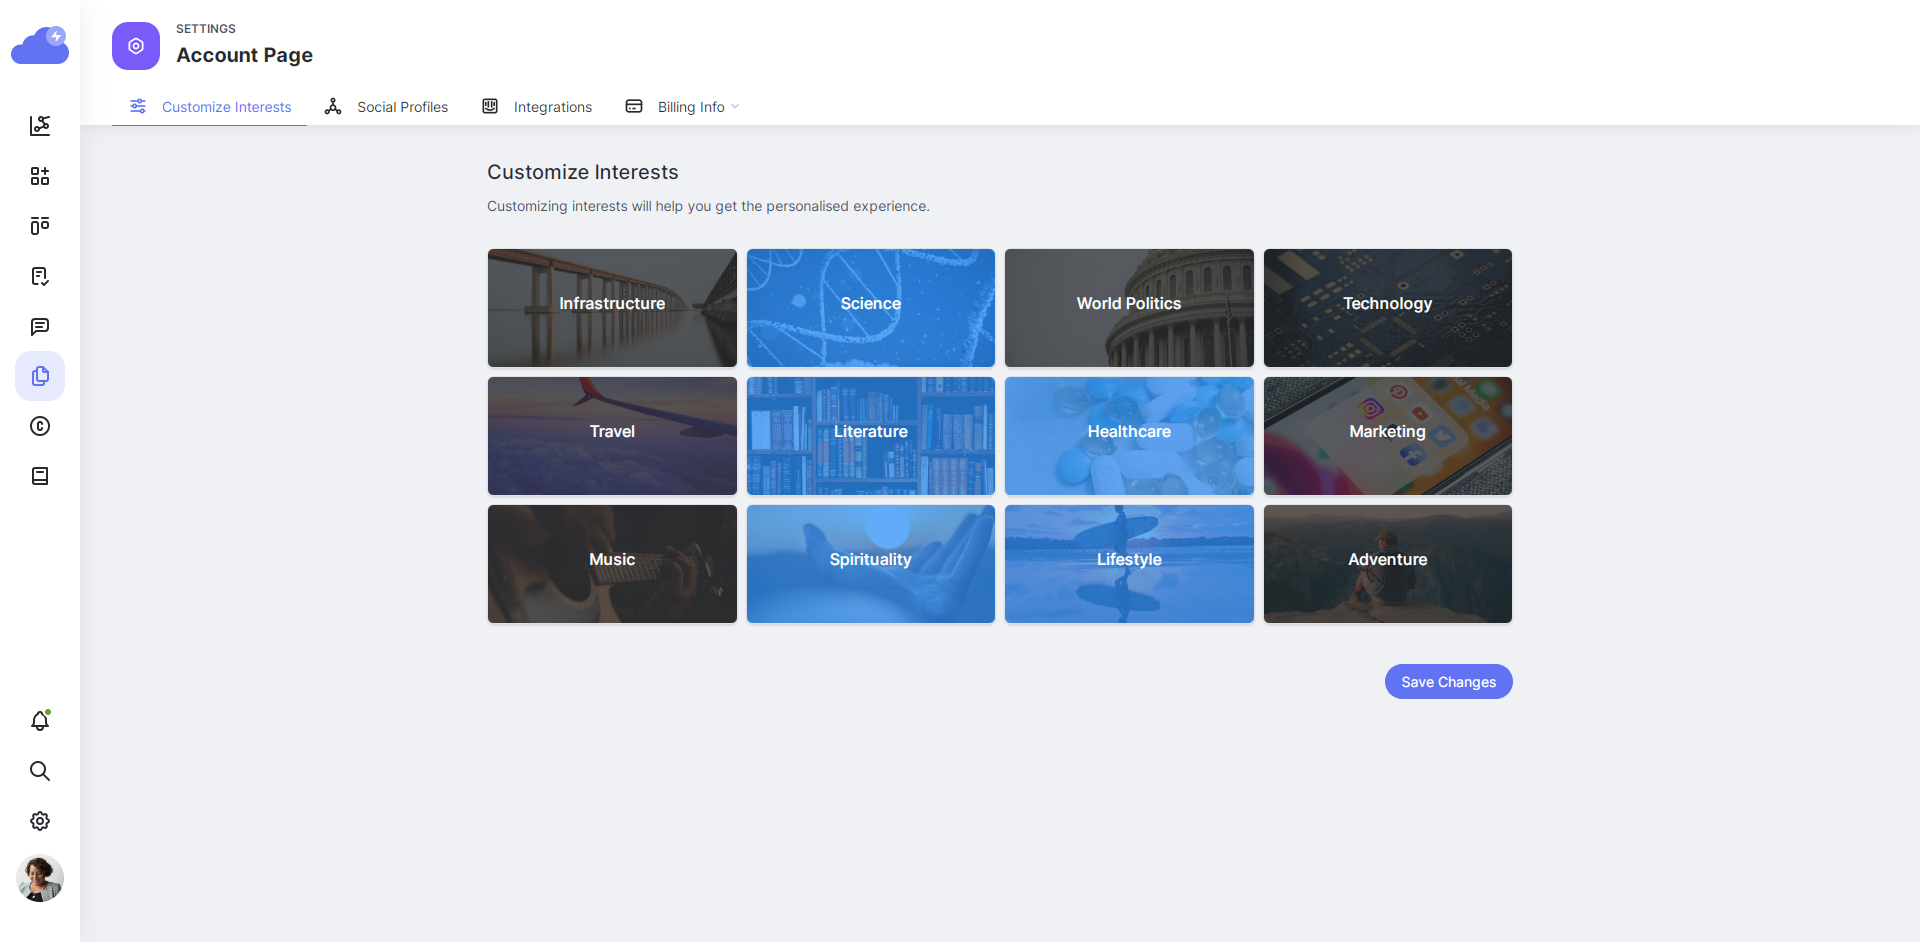 SETTINGS
Account Page
Customize Interests
Social Profiles
Integrations
Billing Info
Customize Interests
Customizing interests will help you get the personalised experience.
Infrastructure
Science
World Politics
Technology
Travel
Literature
Healthcare
Marketing
Music
Spirituality
Lifestyle
Adventure
Save Changes